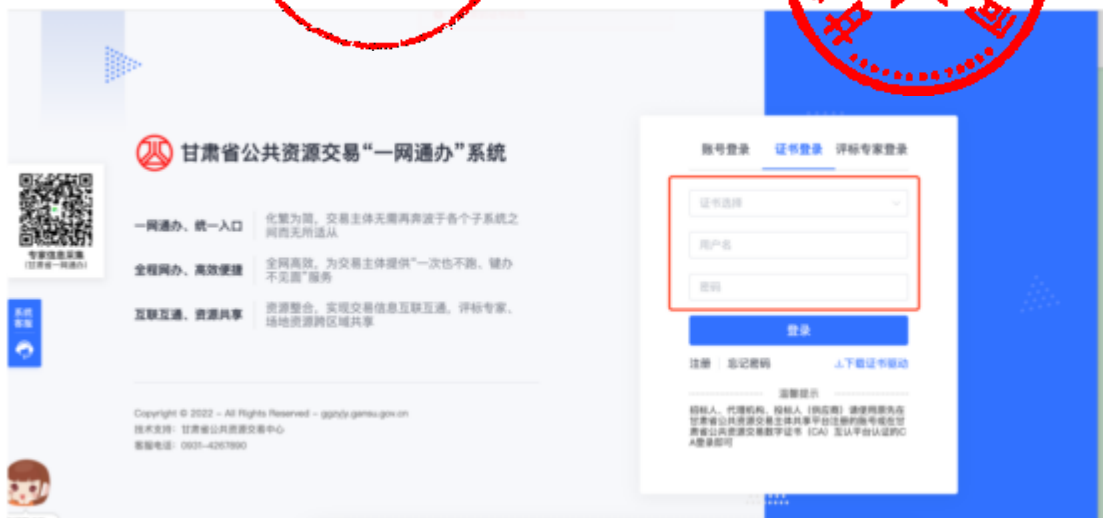 甘肃省公共资源交易“一网通办”系统
账号登录 证书登录 评标专家登录
证书选择
用户名
密码
登录
注册 忘记密码 下载证书驱动
温馨提示
招标人、代理机构、投标人（供应商）请使用原先在
甘肃省公共资源交易主体共享平台注册的账号或在甘
肃省公共资源交易数字证书（CA）互认平台认证的C
A登录即可
一网通办、统一入口
化繁为简，交易主体无需再奔波于各个子系统之
间而无所适从
全程网办、高效便捷
全网高效，为交易主体提供“一次也不跑、键办
不见面”服务
互联互通、资源共享
资源整合，实现交易信息互联互通，评标专家、
场地资源跨区域共享
专家信息采集
(甘肃省一网通办)
系统
客服
Copyright © 2022 - All Rights Reserved - ggzyjy.gansu.gov.cn
技术支持：甘肃省公共资源交易中心
客服电话：0931-4267890